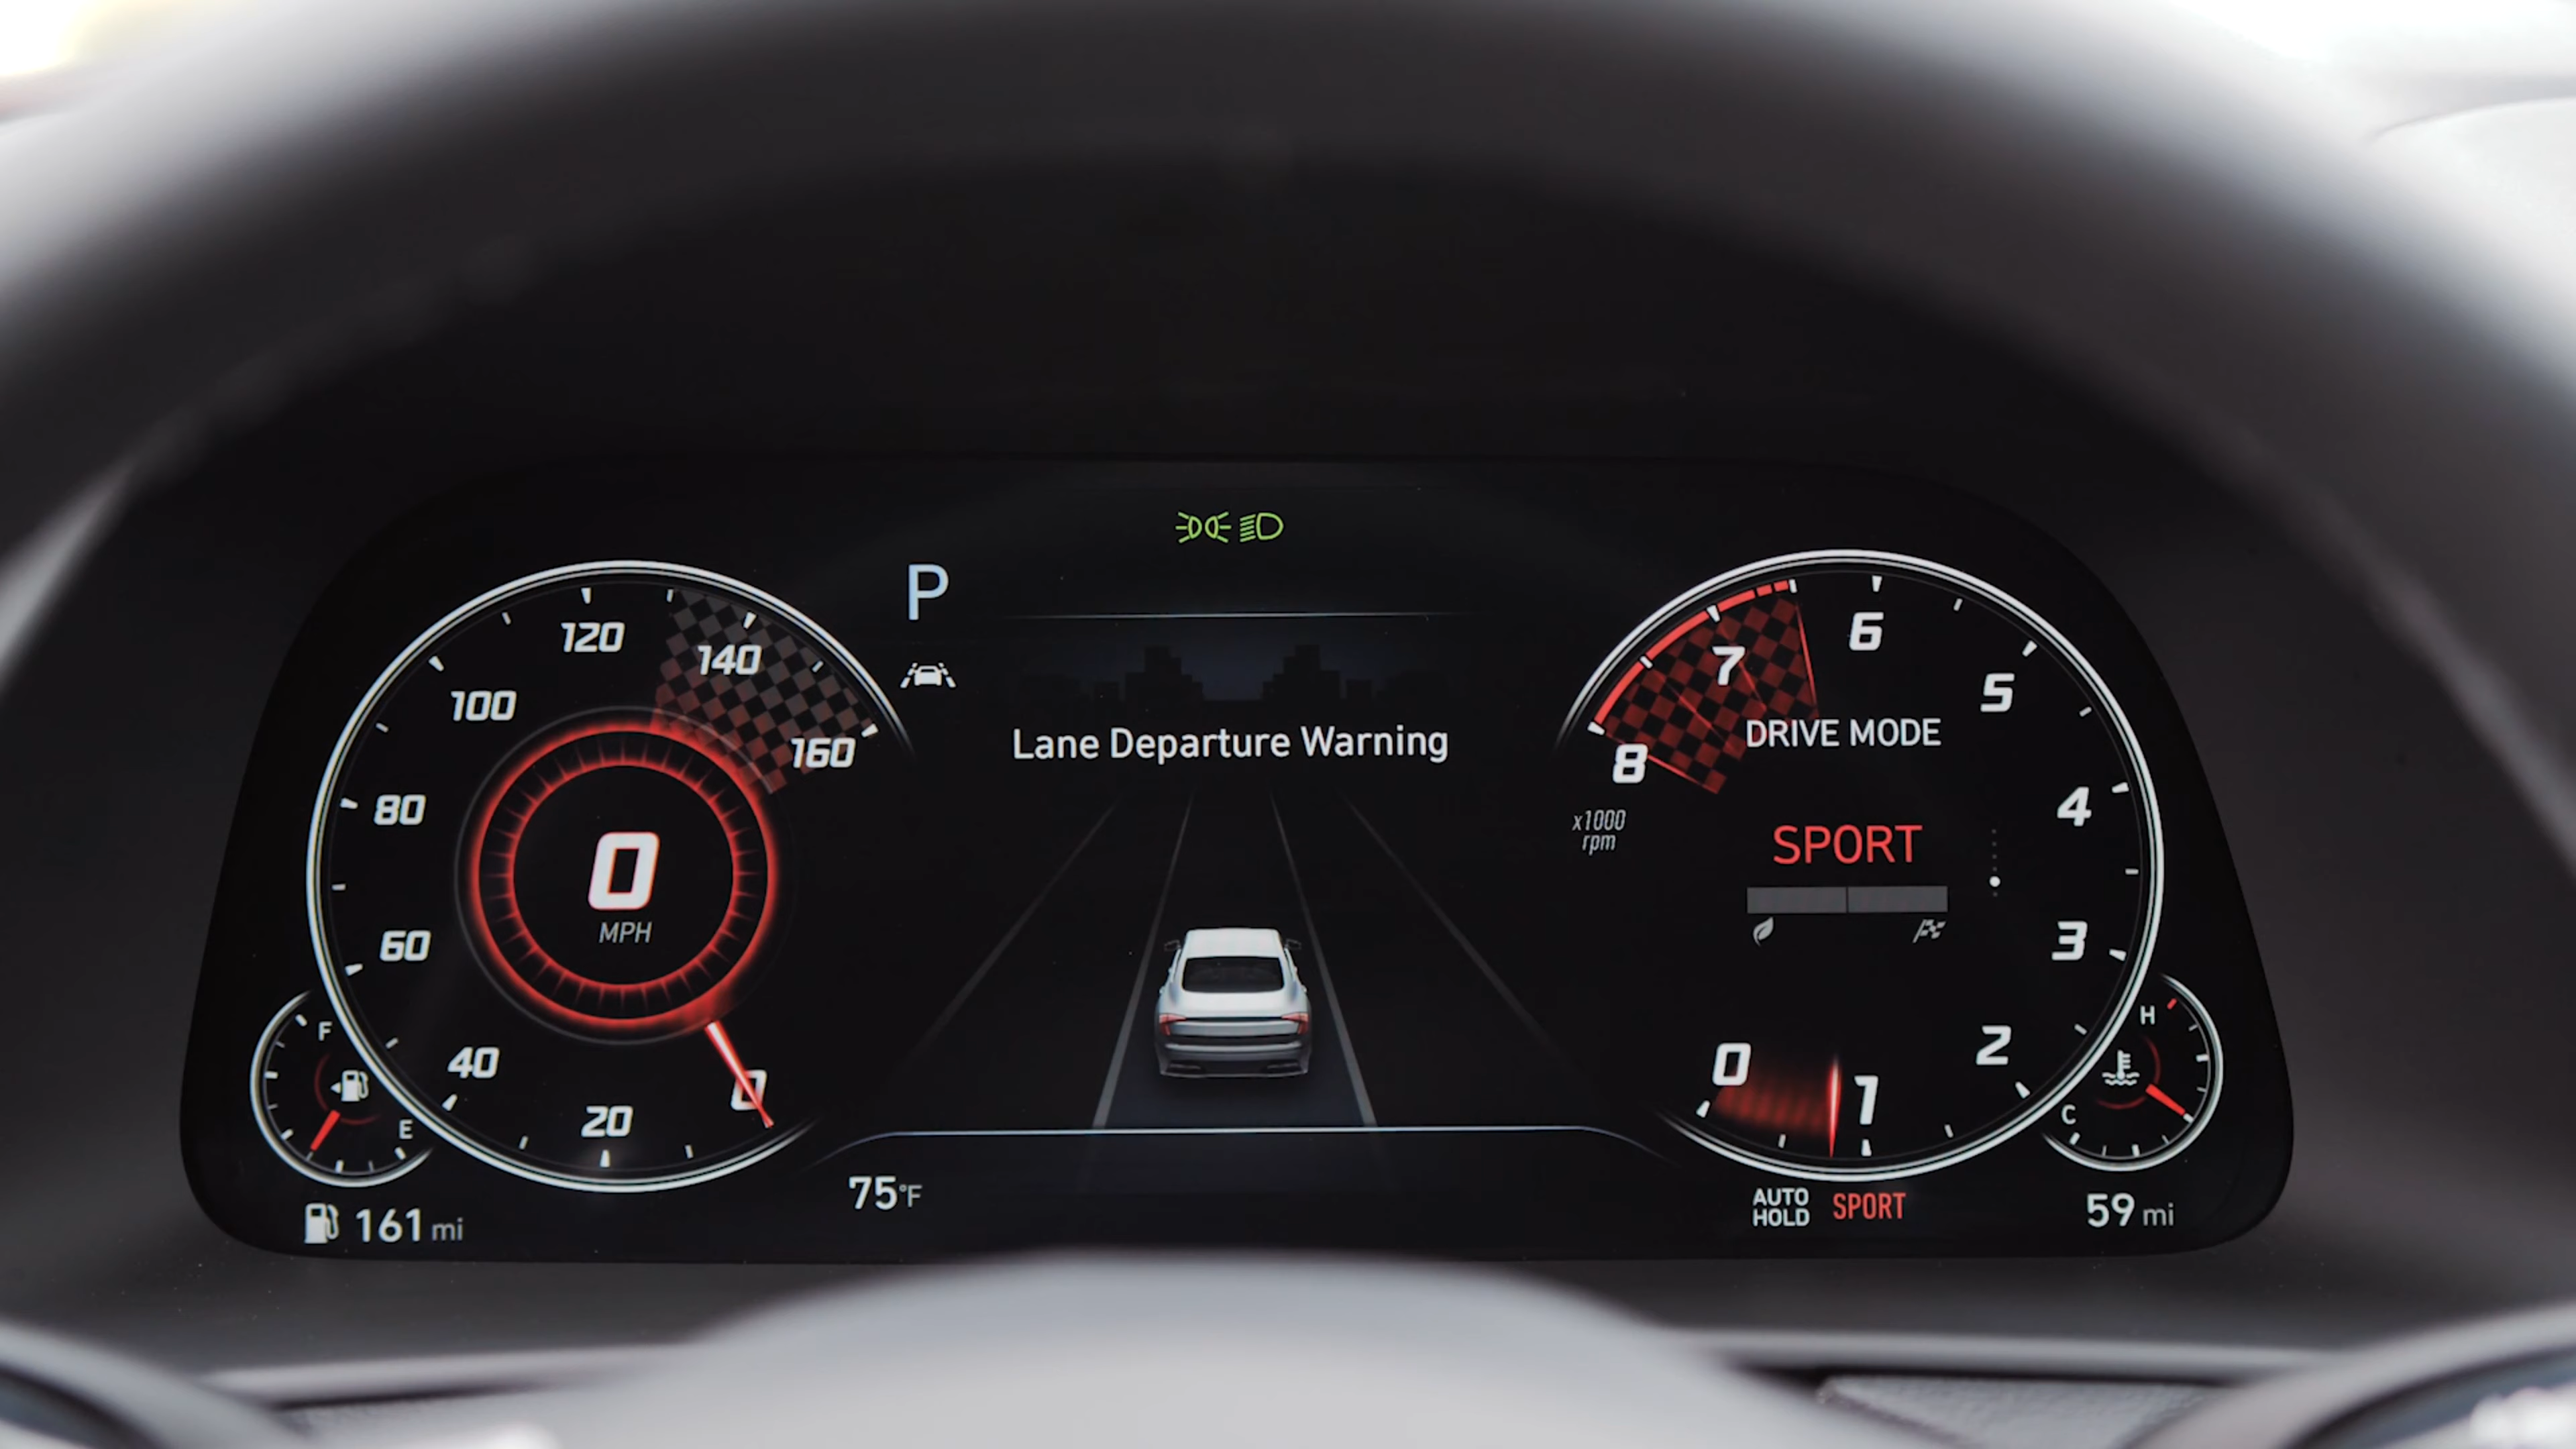 P
120
140
100
160
80
0
MPH
60
40
20
0
F
E
161 mi
75°F
Lane Departure Warning
6
7
5
DRIVE MODE
8
x1000
rpm
4
SPORT
3
2
0
1
H
C
AUTO
HOLD
SPORT
59 mi